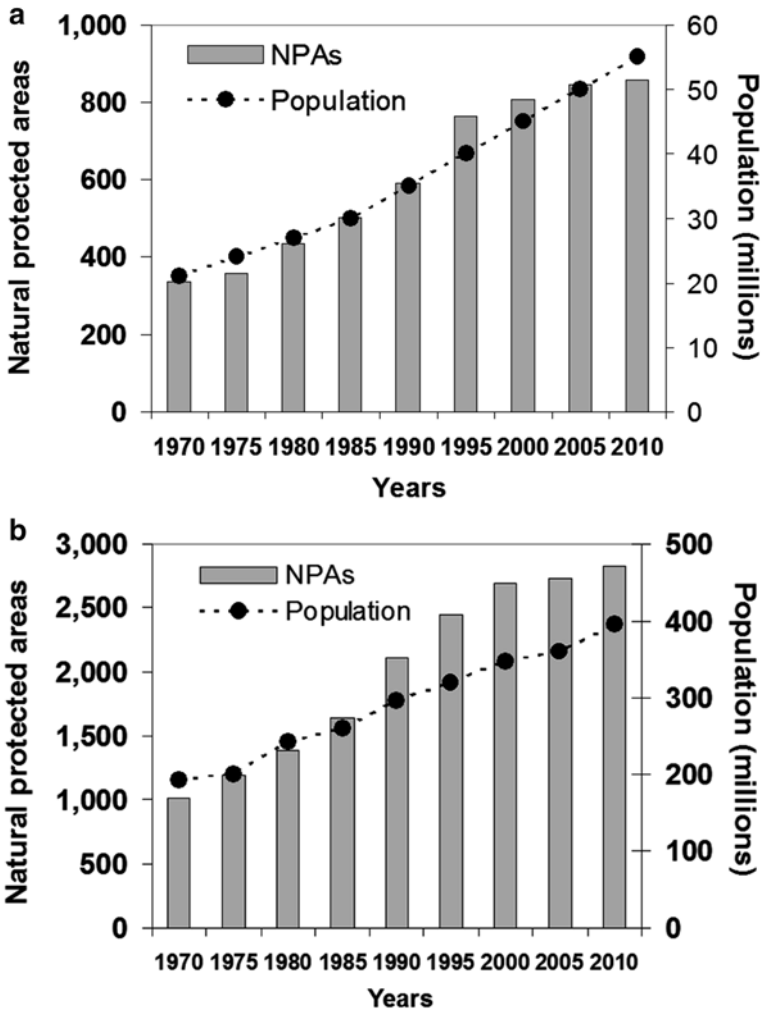 a
1,000
800
600
400
200
0
Natural protected areas
NPAs
Population
60
50
40
30
20
10
0
Population (millions)
1970 1975 1980 1985 1990 1995 2000 2005 2010
Years
b
3,000
2,500
2,000
1,500
1,000
500
0
Natural protected areas
NPAs
Population
500
400
300
200
100
0
Population (millions)
1970 1975 1980 1985 1990 1995 2000 2005 2010
Years